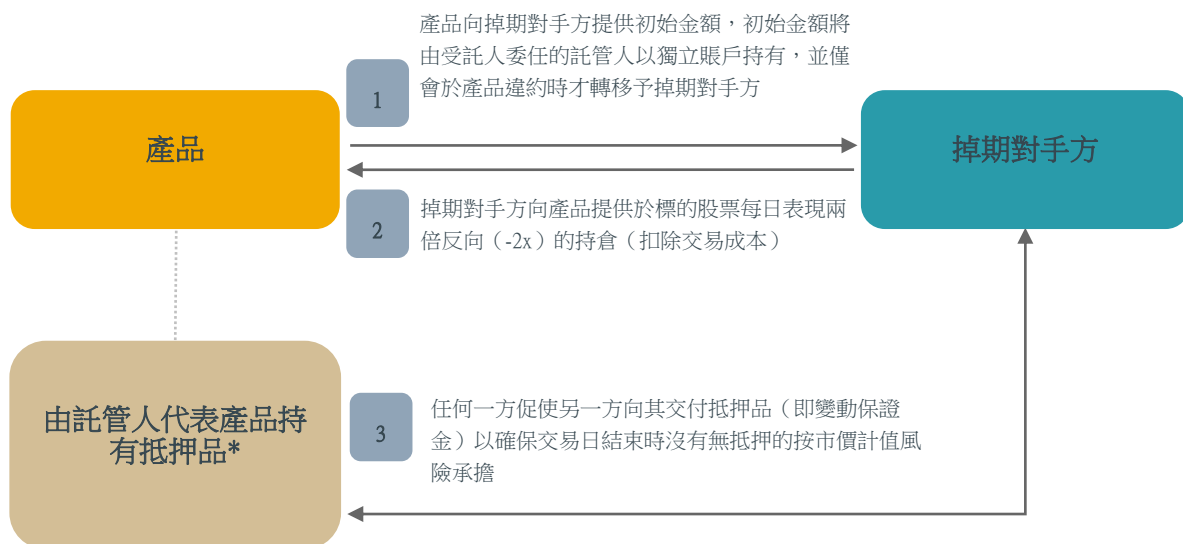 產品向掉期對手方提供初始金額，初始金額將
由受託人委任的託管人以獨立賬戶持有，並僅
會於產品違約時才轉移予掉期對手方
1
產品
掉期對手方
2
掉期對手方向產品提供於標的股票每日表現兩
倍反向（-2x）的持倉（扣除交易成本）
由託管人代表產品持
有抵押品*
3
任何一方促使另一方向其交付抵押品（即變動保證
金）以確保交易日結束時沒有無抵押的按市價計值風
險承擔